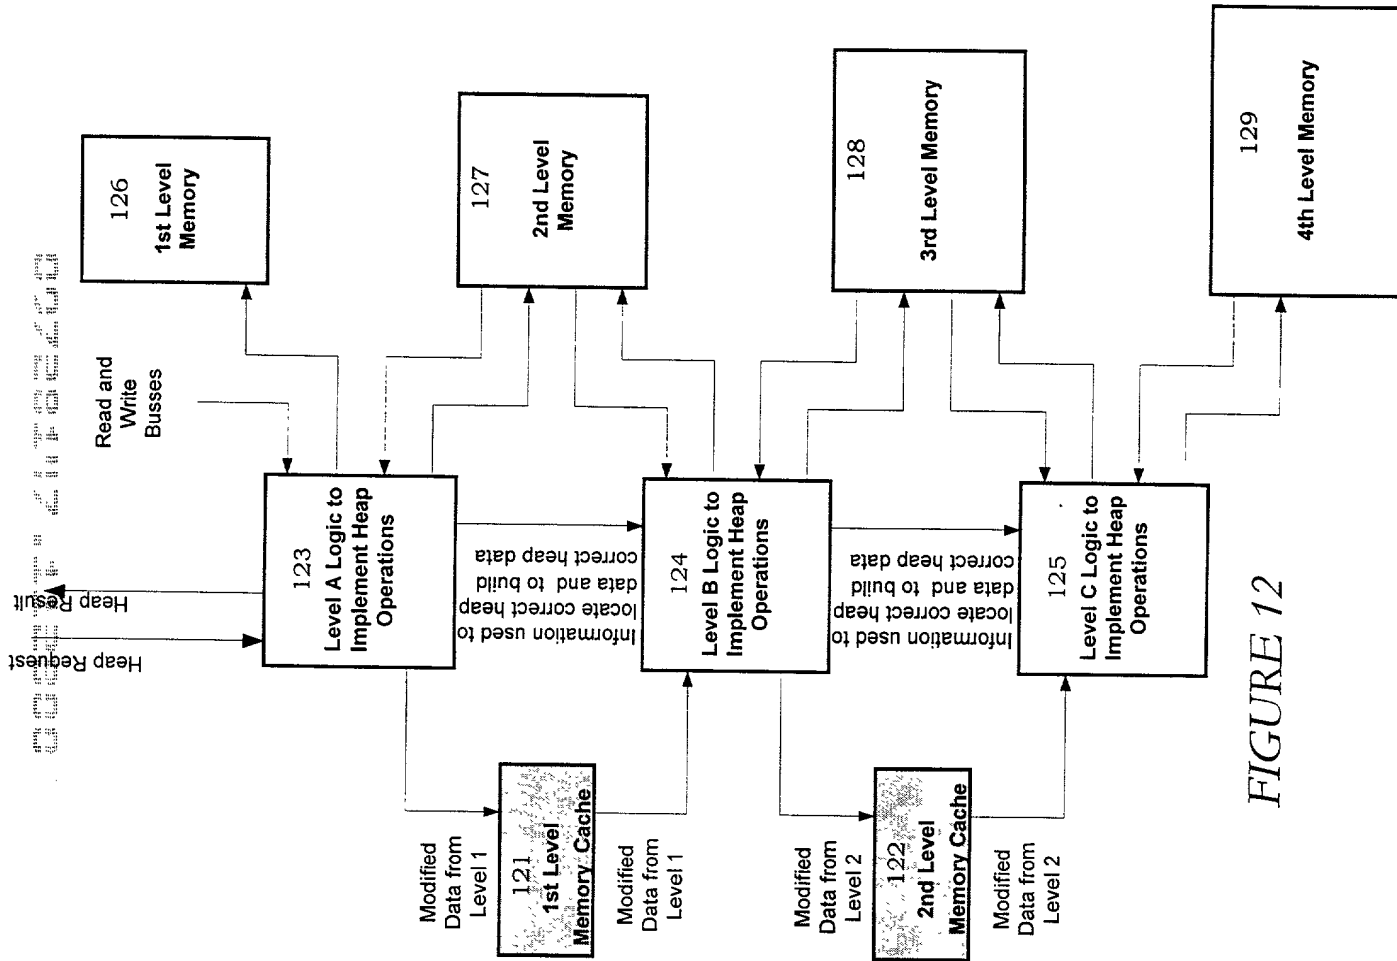 Heap Request
Heap Result
Read and
Write
Busses
123
Level A Logic to
Implement Heap
Operations
126
1st Level
Memory
127
2nd Level
Memory
Modified
Data from
Level 1
121
1st Level
Memory Cache
Modified
Data from
Level 1
Information used to
locate correct heap
data and to build
correct heap data
124
Level B Logic to
Implement Heap
Operations
128
3rd Level Memory
Modified
Data from
Level 2
122
2nd Level
Memory Cache
Modified
Data from
Level 2
Information used to
locate correct heap
data and to build
correct heap data
125
Level C Logic to
Implement Heap
Operations
129
4th Level Memory
FIGURE 12